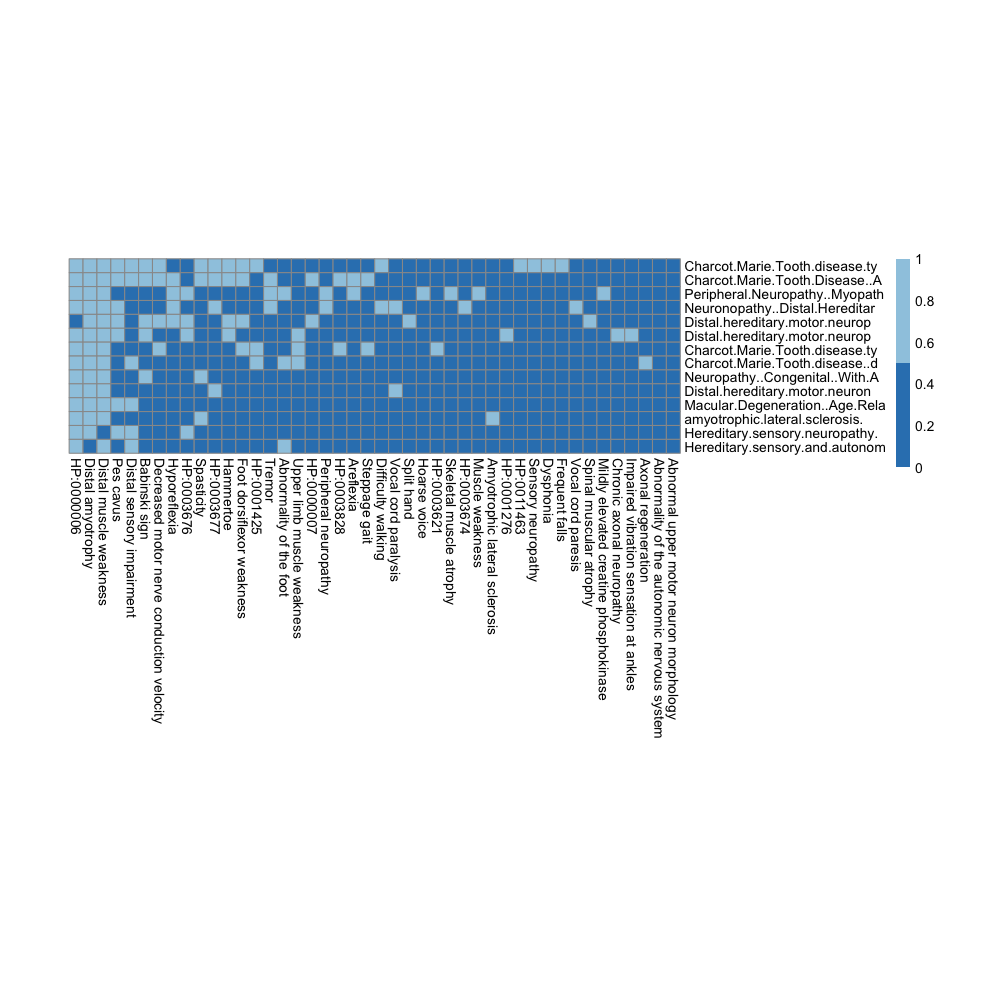 Charcot.Marie.Tooth.disease.ty
Charcot.Marie.Tooth.Disease..A
Peripheral.Neuropathy..Myopath
Neuronopathy..Distal.Hereditar
Distal.hereditary.motor.neurop
Distal.hereditary.motor.neurop
Charcot.Marie.Tooth.disease.ty
Charcot.Marie.Tooth.disease..d
Neuropathy..Congenital..With.A
Distal.hereditary.motor.neuron
Macular.Degeneration..Age.Rela
amyotrophic.lateral.sclerosis.
Hereditary.sensory.neuropathy.
Hereditary.sensory.and.autonom
1
0.8
0.6
0.4
0.2
0
HP:0000006
Distal amyotrophy
Distal muscle weakness
Pes cavus
Distal sensory impairment
Babinski sign
Decreased motor nerve conduction velocity
Hyporeflexia
HP:0003676
Spasticity
HP:0003677
Hammertoe
Foot dorsiflexor weakness
HP:0001425
Tremor
Abnormality of the foot
Upper limb muscle weakness
HP:0000007
Peripheral neuropathy
HP:0003828
Areflexia
Steppage gait
Difficulty walking
Vocal cord paralysis
Split hand
Hoarse voice
HP:0003621
Skeletal muscle atrophy
HP:0003674
Muscle weakness
Amyotrophic lateral sclerosis
HP:0001276
HP:0011463
Sensory neuropathy
Dysphonia
Frequent falls
Vocal cord paresis
Spinal muscular atrophy
Mildly elevated creatine phosphokinase
Chronic axonal neuropathy
Impaired vibration sensation at ankles
Axonal regeneration
Abnormality of the autonomic nervous system
Abnormal upper motor neuron morphology